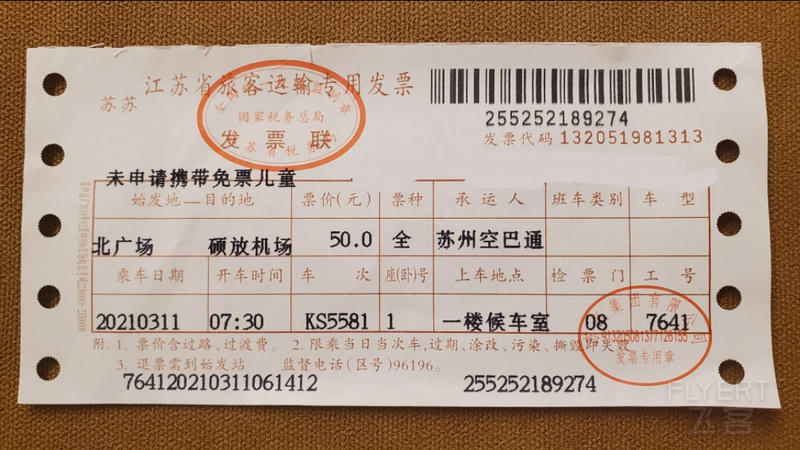 江苏省旅客运输专用发票
苏苏
国家税务总局
发票联
255252189274
发票代码 132051981313
未申请携带免票儿童
始发地—目的地 票价(元) 票种 承运人 班车类别 车型
北广场 硕放机场 50.0 全 苏州空巴通
乘车日期 开车时间 车次 座(卧)号 上车地点 检票门 工号
20210311 07:30 KS5581 1 一楼候车室 08 7641
附. 1. 票价含过路、过渡费。 2. 限乘当日当次车,过期、涂改、污染、撕毁即失效
3. 退票需到始发站 监督电话(区号)96196。
发票专用章
764120210311061412 255252189274
FLYERT
飞客